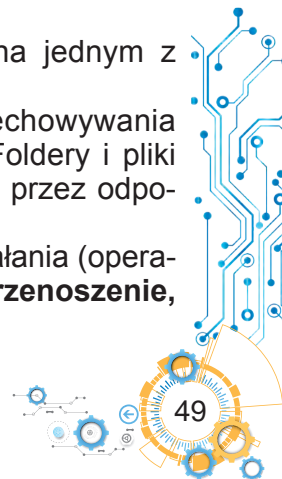 na jednym z
echowywania
Foldery i pliki
przez odpo-
ałania (opera-
rzenoszenie,
49